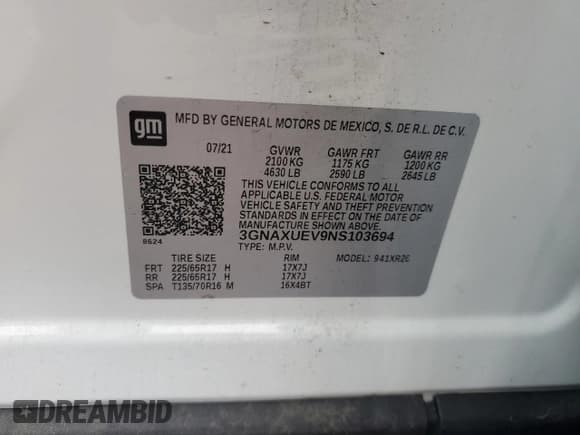 gm
MFD BY GENERAL MOTORS DE MEXICO, S. DE R.L. DE C.V.
07/21 GVWR GAWR FRT GAWR RR
2100 KG 1175 KG 1200 KG
4630 LB 2590 LB 2645 LB
THIS VEHICLE CONFORMS TO ALL
APPLICABLE U.S. FEDERAL MOTOR
VEHICLE SAFETY AND THEFT PREVENTION
STANDARDS IN EFFECT ON THE DATE OF
MANUFACTURE SHOWN ABOVE.
3GNAXUEV9NS103694
8624
TYPE: M.P.V. MODEL: 941XR26
TIRE SIZE RIM
FRT 225/65R17 H 17X7J
RR 225/65R17 H 17X7J
SPA T135/70R16 M 16X4BT
DREAMBID